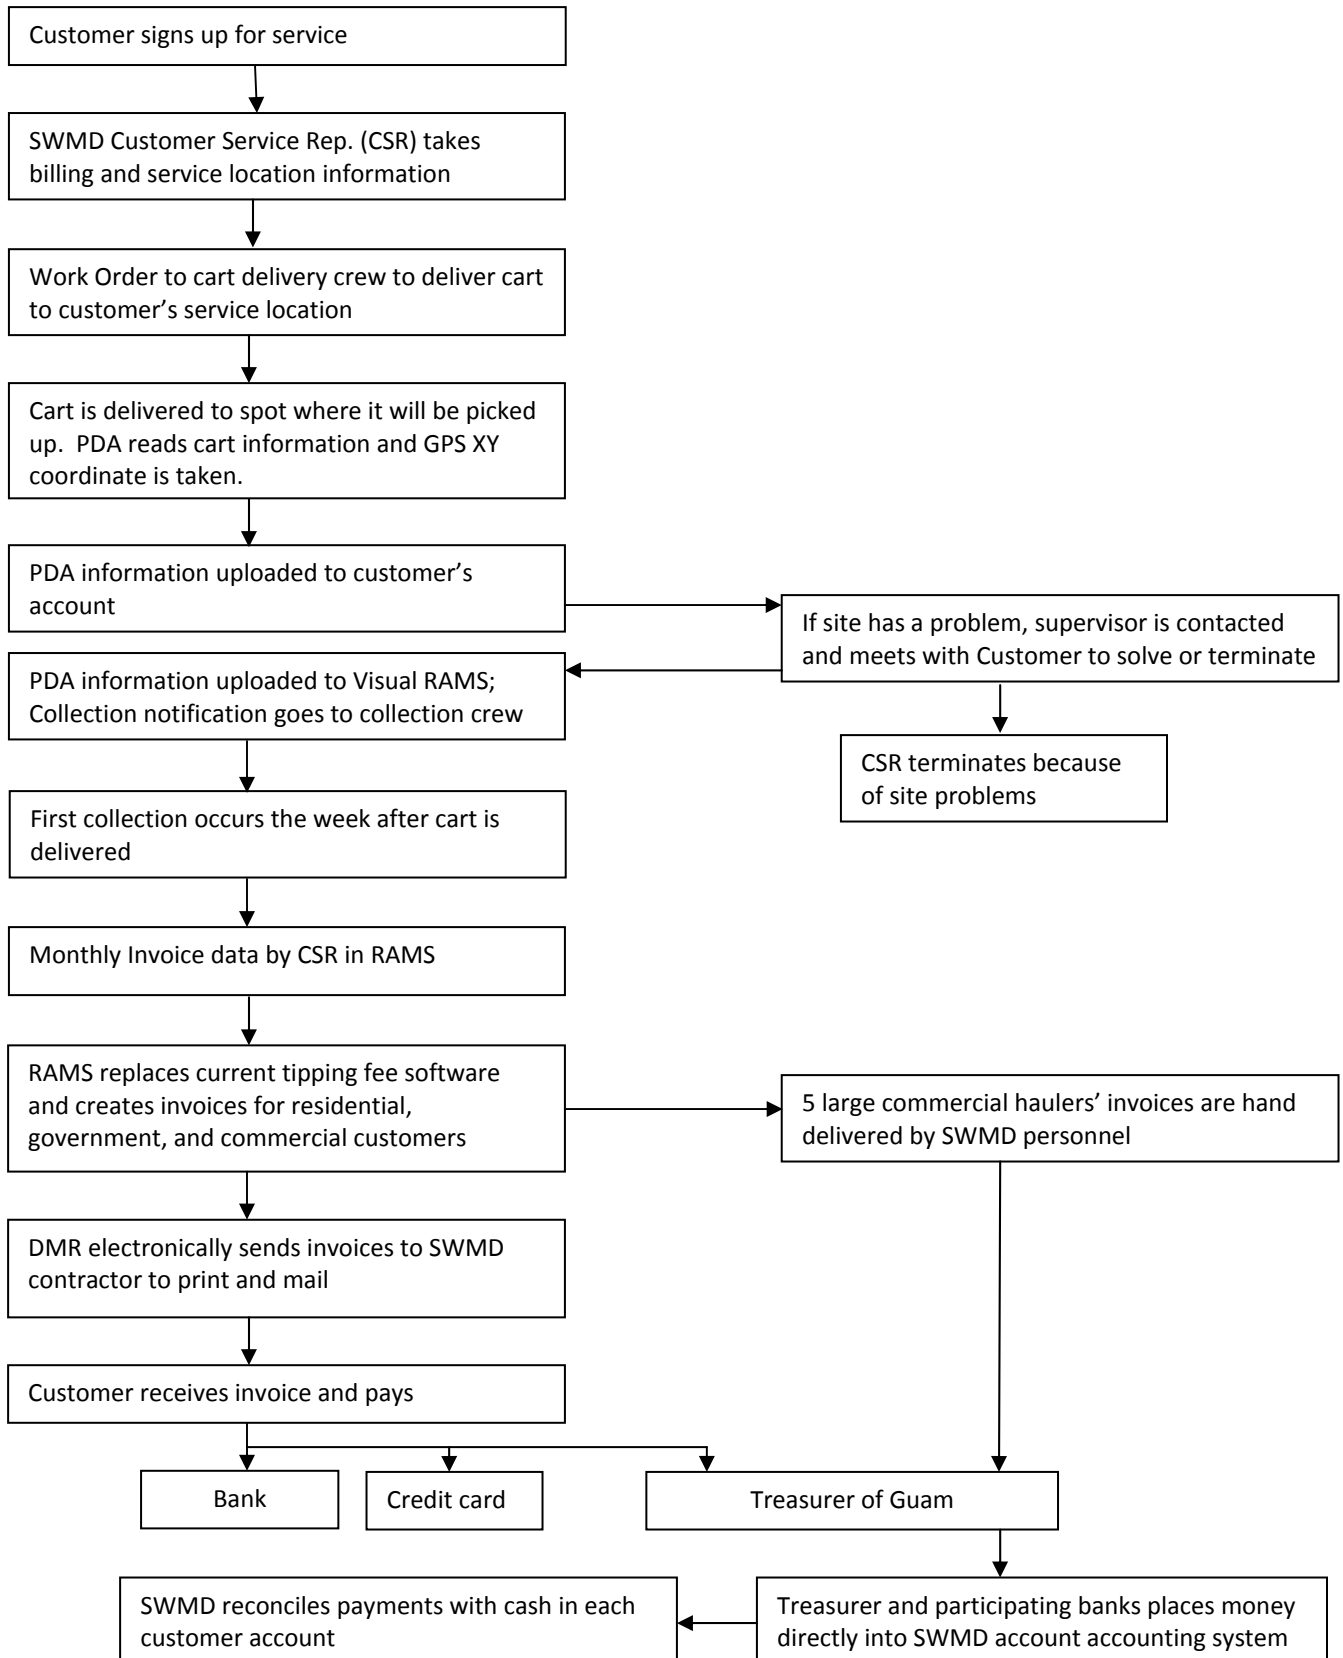 Customer signs up for service
SWMD Customer Service Rep. (CSR) takes
billing and service location information
Work Order to cart delivery crew to deliver cart
to customer’s service location
Cart is delivered to spot where it will be picked
up.  PDA reads cart information and GPS XY
coordinate is taken.
PDA information uploaded to customer’s
account
If site has a problem, supervisor is contacted
and meets with Customer to solve or terminate
PDA information uploaded to Visual RAMS;
Collection notification goes to collection crew
CSR terminates because
of site problems
First collection occurs the week after cart is
delivered
Monthly Invoice data by CSR in RAMS
RAMS replaces current tipping fee software
and creates invoices for residential,
government, and commercial customers
5 large commercial haulers’ invoices are hand
delivered by SWMD personnel
DMR electronically sends invoices to SWMD
contractor to print and mail
Customer receives invoice and pays
Bank
Credit card
Treasurer of Guam
SWMD reconciles payments with cash in each
customer account
Treasurer and participating banks places money
directly into SWMD account accounting system